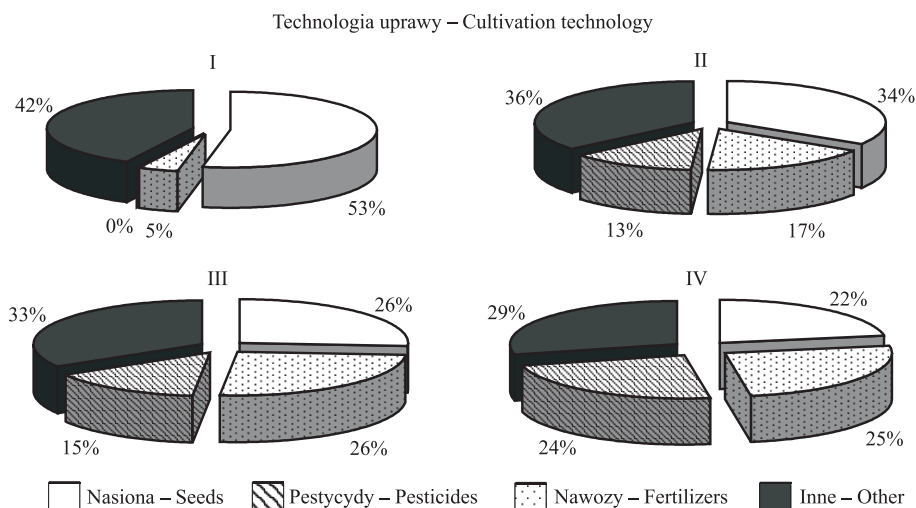 Technologia uprawy – Cultivation technology
I
II
42%
0%
5%
53%
36%
34%
13%
17%
III
IV
33%
26%
15%
26%
29%
22%
24%
25%
Nasiona – Seeds
Pestycydy – Pesticides
Nawozy – Fertilizers
Inne – Other